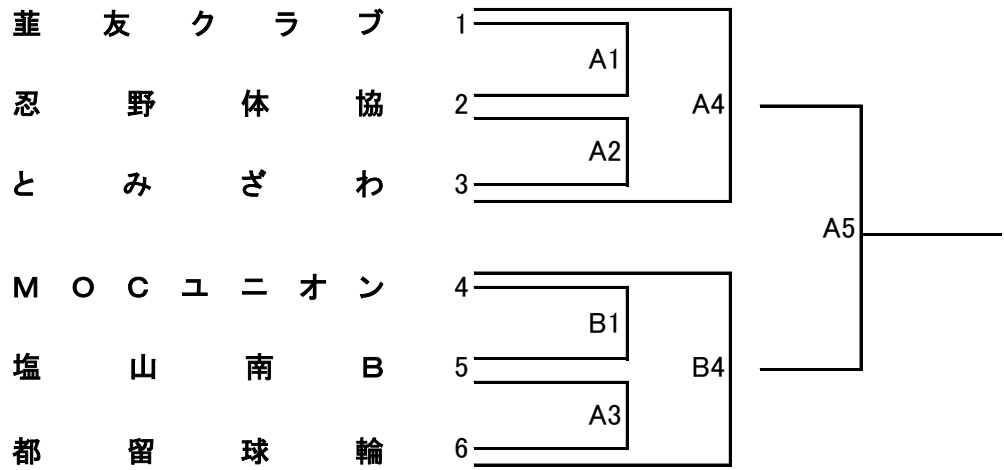 韮友クラブ 1
A1
忍野体協 2 A4
A2
とみざわ 3
A5
MOCユニオン 4
B1
塩山南B 5 B4
A3
都留球輪 6